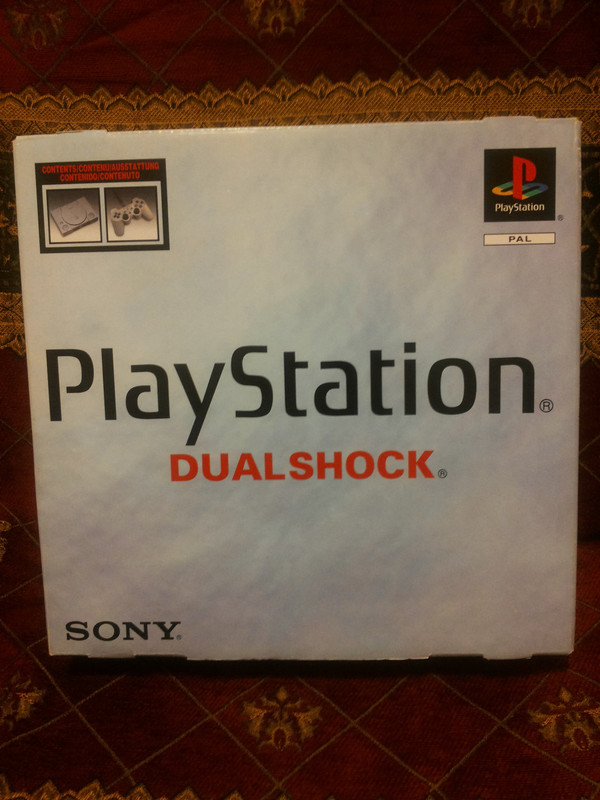 CONTENTS/CONTENU/AUSSTATTUNG
CONTENIDO/CONTENUTO
PlayStation®
PAL
PlayStation®
DUALSHOCK®
SONY®